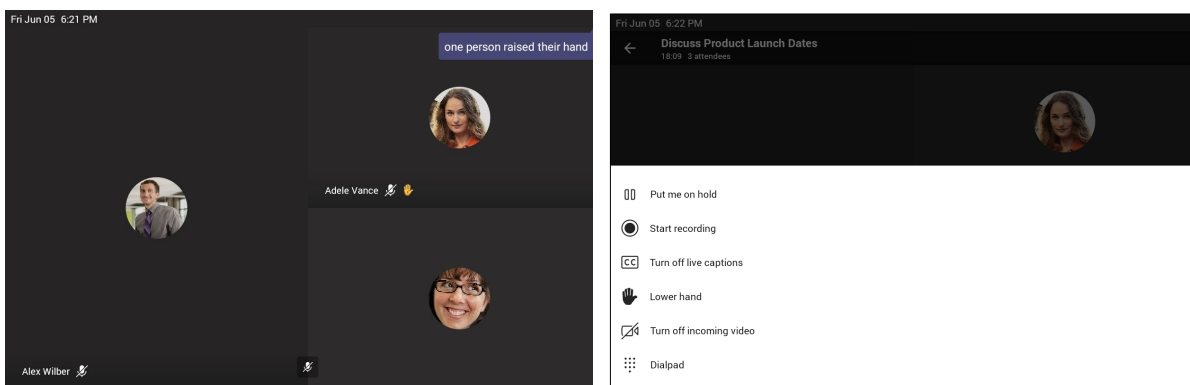 Fri Jun 05 6:21 PM
one person raised their hand
Adele Vance
Alex Wilber
Fri Jun 05 6:22 PM
Discuss Product Launch Dates
18:09 3 attendees
Put me on hold
Start recording
CC Turn off live captions
Lower hand
Turn off incoming video
Dialpad